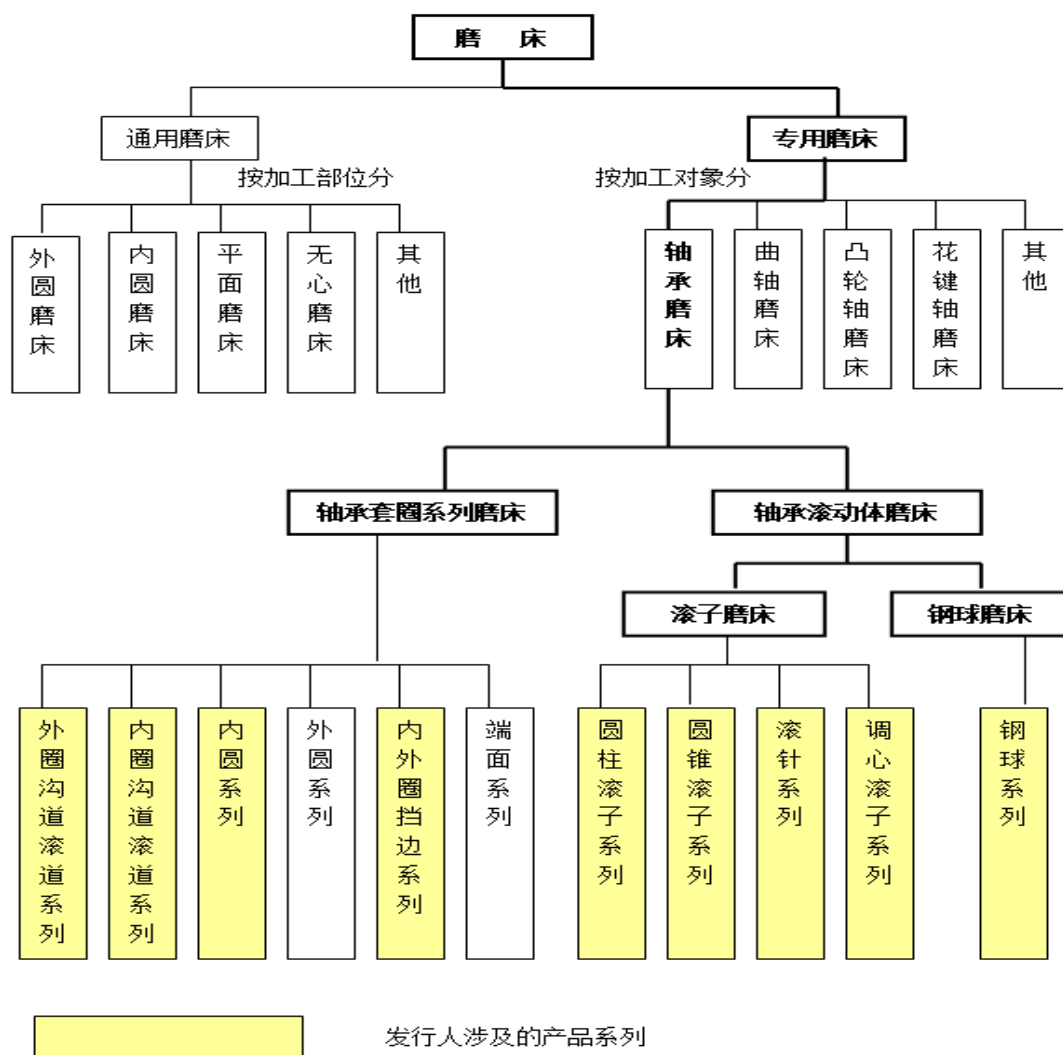 磨 床
通用磨床
专用磨床
按加工部位分
按加工对象分
外圆磨床
内圆磨床
平面磨床
无心磨床
其他
轴承磨床
曲轴磨床
凸轮轴磨床
花键轴磨床
其他
轴承套圈系列磨床
轴承滚动体磨床
滚子磨床
钢球磨床
外圈沟道滚道系列
内圈沟道滚道系列
内圆系列
外圆系列
内外圈挡边系列
端面系列
圆柱滚子系列
圆锥滚子系列
滚针系列
调心滚子系列
钢球系列
发行人涉及的产品系列